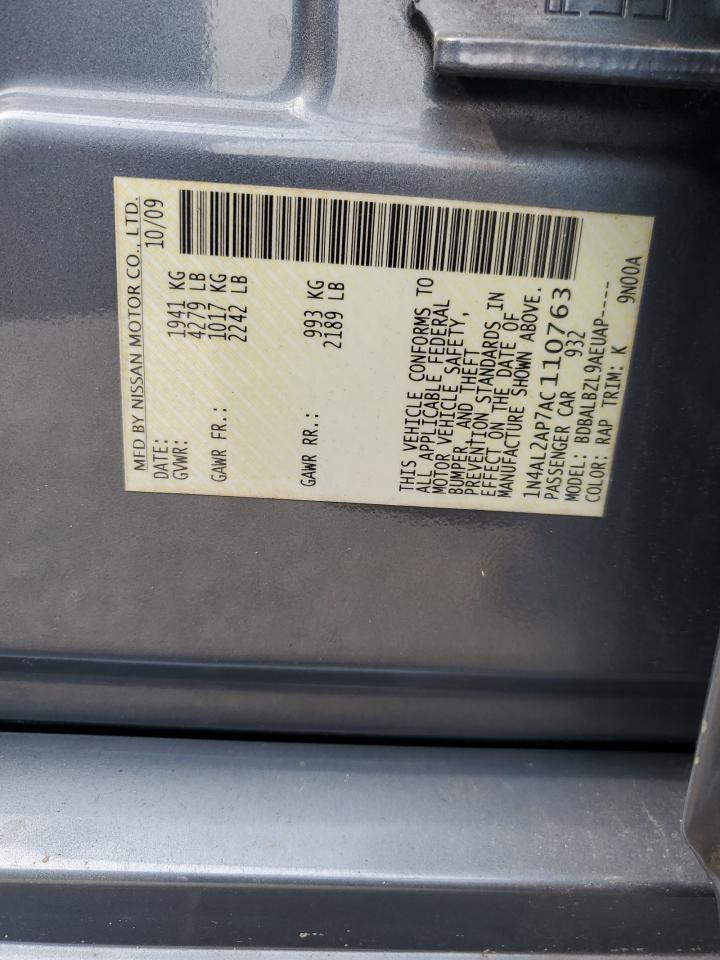 MFD BY NISSAN MOTOR CO., LTD.
DATE: 10/09
GVWR: 1941 KG
4279 LB
GAWR FR.: 1017 KG
2242 LB
GAWR RR.: 993 KG
2189 LB
THIS VEHICLE CONFORMS TO
ALL APPLICABLE FEDERAL
MOTOR VEHICLE SAFETY,
BUMPER, AND THEFT
PREVENTION STANDARDS IN
EFFECT ON THE DATE OF
MANUFACTURE SHOWN ABOVE.
1N4AL2AP7AC110763
PASSENGER CAR 932
MODEL: BDBALBZL9AEUAP----
COLOR: RAP TRIM: K 9N00A